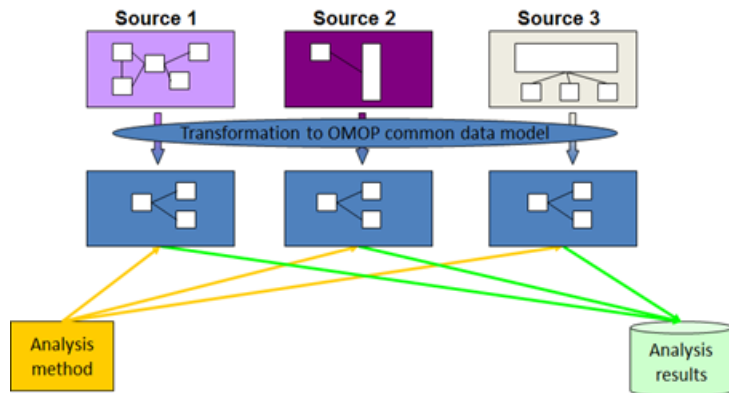 Source 1
Source 2
Source 3
Transformation to OMOP common data model
Analysis
method
Analysis
results